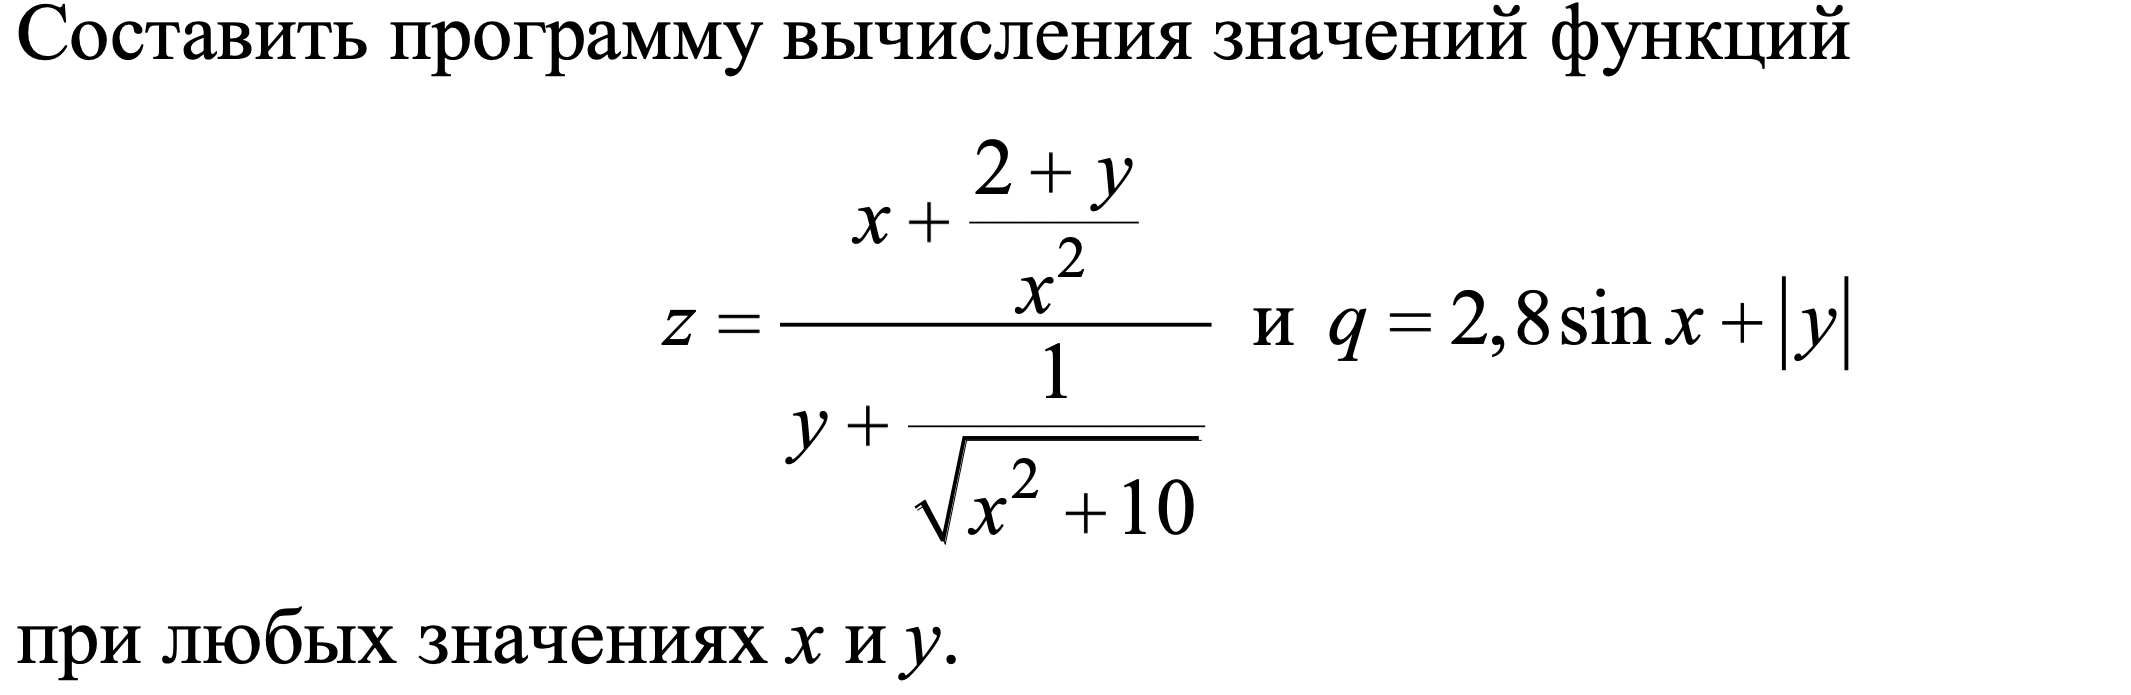 Составить программу вычисления значений функций
z = \frac{x + \frac{2 + y}{x^2}}{y + \frac{1}{\sqrt{x^2 + 10}}} и q = 2,8 sin x + |y|
при любых значениях x и y.